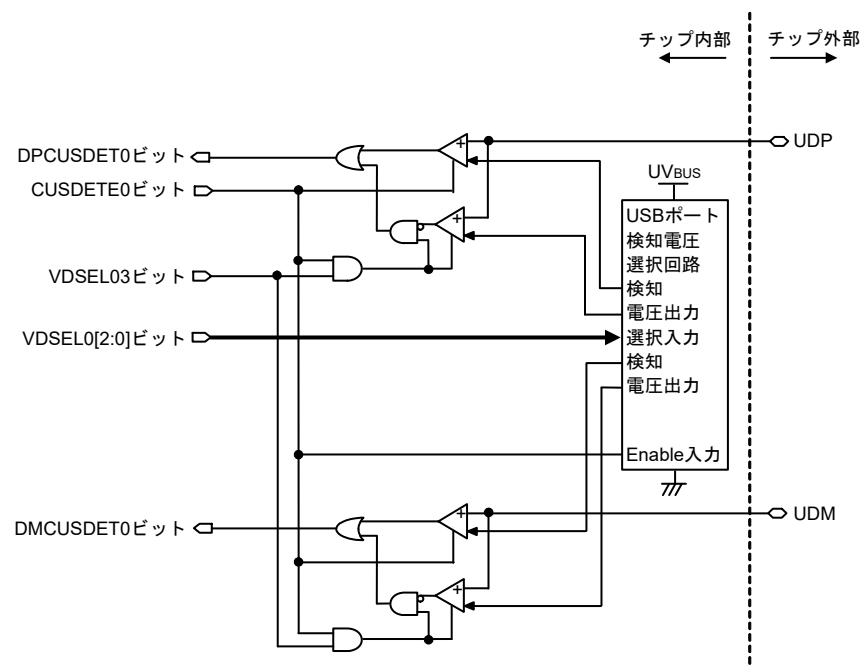 チップ内部
チップ外部
DPCUSDET0ビット
UDP
CUSDETE0ビット
UVBUS
USBポート
検知電圧
選択回路
検知
電圧出力
選択入力
検知
電圧出力
Enable入力
VDSEL03ビット
VDSEL0[2:0]ビット
DMCUSDET0ビット
UDM
+
+
+
+